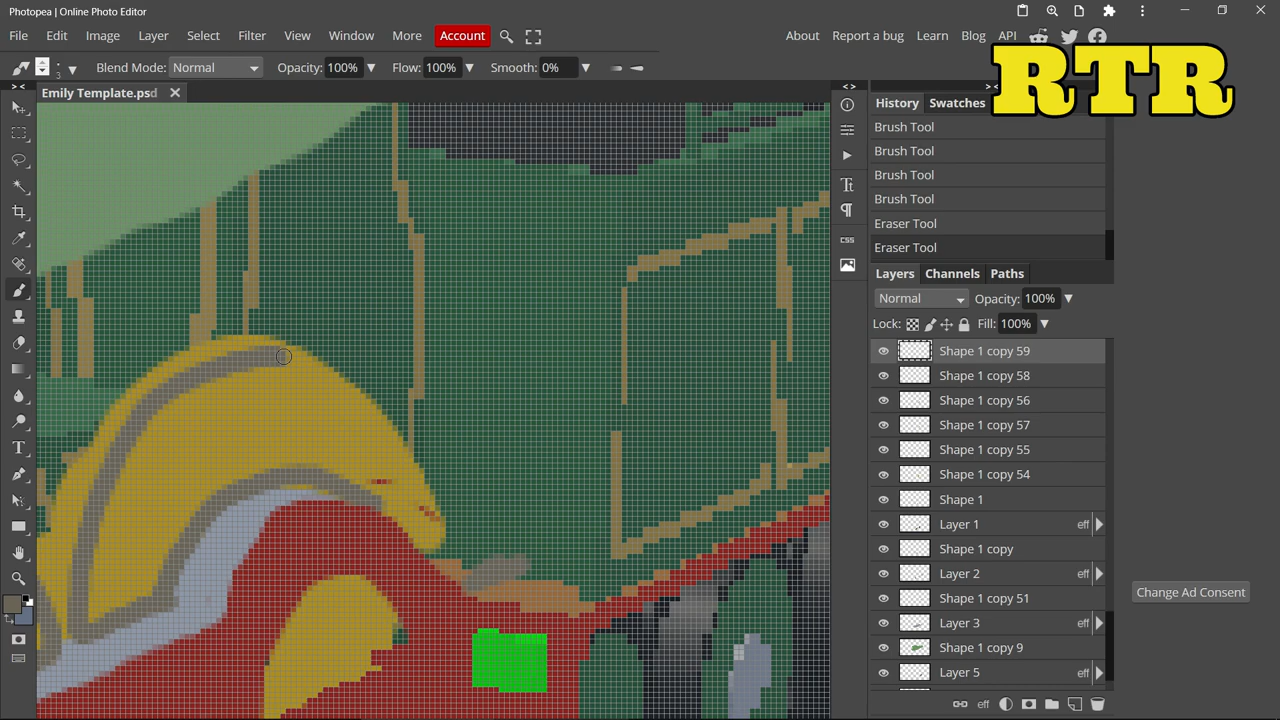 Photopea | Online Photo Editor
File Edit Image Layer Select Filter View Window More Account About Report a bug Learn Blog API
3 Blend Mode: Normal Opacity: 100% Flow: 100% Smooth: 0%
RTR
Emily Template.psd
History Swatches
Brush Tool
Brush Tool
Brush Tool
Brush Tool
Eraser Tool
Eraser Tool
CSS
Layers Channels Paths
Normal Opacity: 100%
Lock: Fill: 100%
Shape 1 copy 59
Shape 1 copy 58
Shape 1 copy 56
Shape 1 copy 57
Shape 1 copy 55
Shape 1 copy 54
Shape 1
Layer 1 eff
Shape 1 copy
Layer 2 eff
Change Ad Consent
Shape 1 copy 51
Layer 3 eff
Shape 1 copy 9
Layer 5 eff
eff